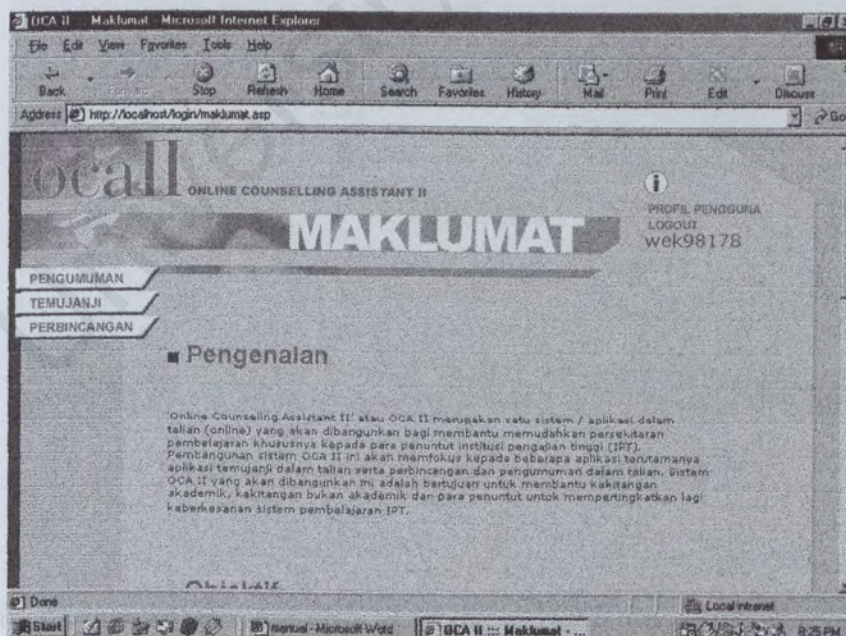 OCA II ::: Maklumat - Microsoft Internet Explorer
File Edit View Favorites Tools Help
Back Forward Stop Refresh Home Search Favorites History Mail Print Edit Discuss
Address http://localhost/login/maklumat.asp Go
ocaII ONLINE COUNSELLING ASSISTANT II
MAKLUMAT
i
PROFIL PENGGUNA
LOGOUT
wek98178
PENGUMUMAN
TEMUJANJI
PERBINCANGAN
Pengenalan
'Online Counseling Assistant II' atau OCA II merupakan satu sistem / aplikasi dalam
talian (online) yang akan dibangunkan bagi membantu memudahkan persekitaran
pembelajaran khususnya kepada para penuntut institusi pengajian tinggi (IPT).
Pembangunan sistem OCA II ini akan memfokus kepada beberapa aplikasi terutamanya
aplikasi temujanji dalam talian serta perbincangan dan pengumuman dalam talian. Sistem
OCA II yang akan dibangunkan ini adalah bertujuan untuk membantu kakitangan
akademik, kakitangan bukan akademik dan para penuntut untuk mempertingkatkan lagi
keberkesanan sistem pembelajaran IPT.
Objektif
Done Local intranet
Start manual - Microsoft Word OCA II ::: Maklumat - ... 8:25 PM